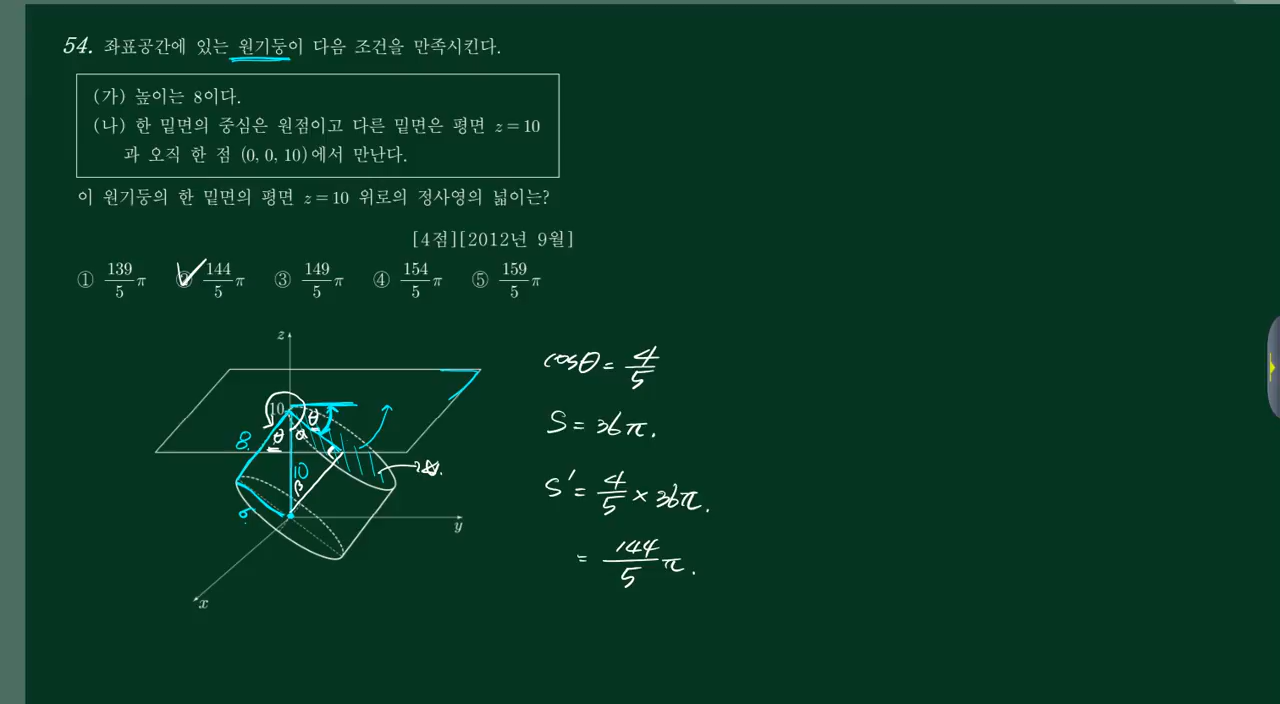 54. 좌표공간에 있는 원기둥이 다음 조건을 만족시킨다.
(가) 높이는 8이다.
(나) 한 밑면의 중심은 원점이고 다른 밑면은 평면 z=10
과 오직 한 점 (0, 0, 10)에서 만난다.
이 원기둥의 한 밑면의 평면 z=10 위로의 정사영의 넓이는?
[4점][2012년 9월]
① 139/5 π ② 144/5 π ③ 149/5 π ④ 154/5 π ⑤ 159/5 π
z
10
θ
θ
8
10
β
y
x
cosθ = 4/5
S = 36π.
S′ = 4/5 × 36π.
= 144/5 π.